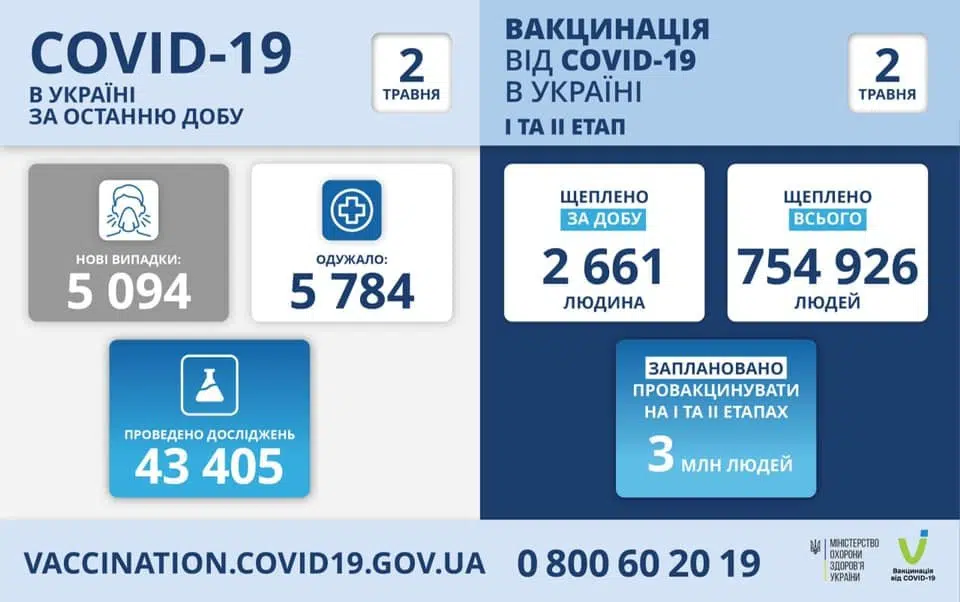 COVID-19
В УКРАЇНІ
ЗА ОСТАННЮ ДОБУ
2
ТРАВНЯ
НОВІ ВИПАДКИ:
5 094
ОДУЖАЛО:
5 784
ПРОВЕДЕНО ДОСЛІДЖЕНЬ
43 405
ВАКЦИНАЦІЯ
ВІД COVID-19
В УКРАЇНІ
І ТА ІІ ЕТАП
2
ТРАВНЯ
ЩЕПЛЕНО
ЗА ДОБУ
2 661
ЛЮДИНА
ЩЕПЛЕНО
ВСЬОГО
754 926
ЛЮДЕЙ
ЗАПЛАНОВАНО
ПРОВАКЦИНУВАТИ
НА І ТА ІІ ЕТАПАХ
3 МЛН ЛЮДЕЙ
VACCINATION.COVID19.GOV.UA
0 800 60 20 19
МІНІСТЕРСТВО
ОХОРОНИ
ЗДОРОВ'Я
УКРАЇНИ
Вакцинація
від COVID-19